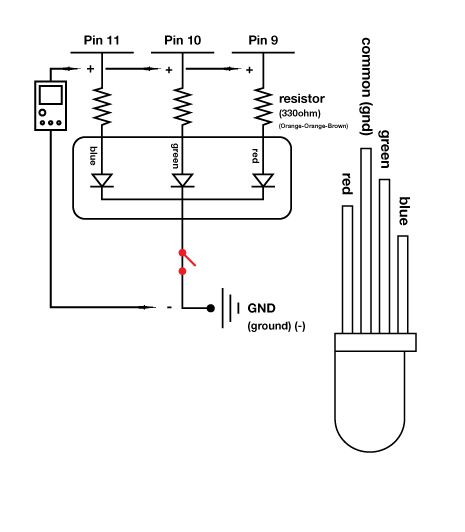 Pin 11
Pin 10
Pin 9
+
+
+
resistor
(330ohm)
(Orange-Orange-Brown)
blue
green
red
-
GND
(ground) (-)
red
common (gnd)
green
blue